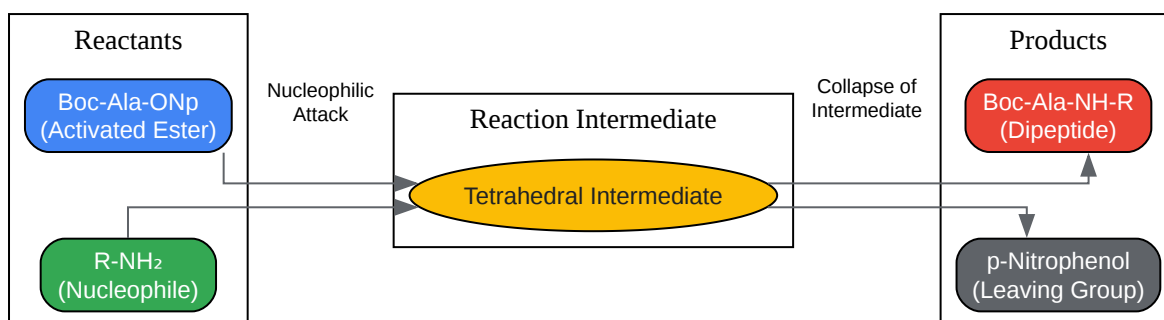 Reactants
Boc-Ala-ONp
(Activated Ester)
R-NH₂
(Nucleophile)
Nucleophilic
Attack
Reaction Intermediate
Tetrahedral Intermediate
Collapse of
Intermediate
Products
Boc-Ala-NH-R
(Dipeptide)
p-Nitrophenol
(Leaving Group)